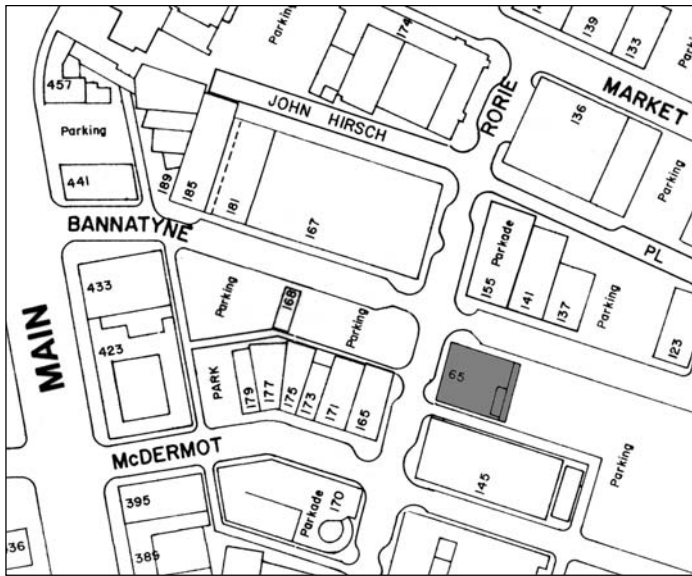 174
139
133
Parking
457
JOHN HIRSCH
RORIE
136
MARKET
Parking
Parking
441
189
185
181
167
BANNATYNE
155
Parkade
141
137
PL
Parking
123
433
423
MAIN
Parking
168
Parking
PARK
179
177
175
173
171
165
65
McDERMOT
145
Parking
395
389
Parkade
170